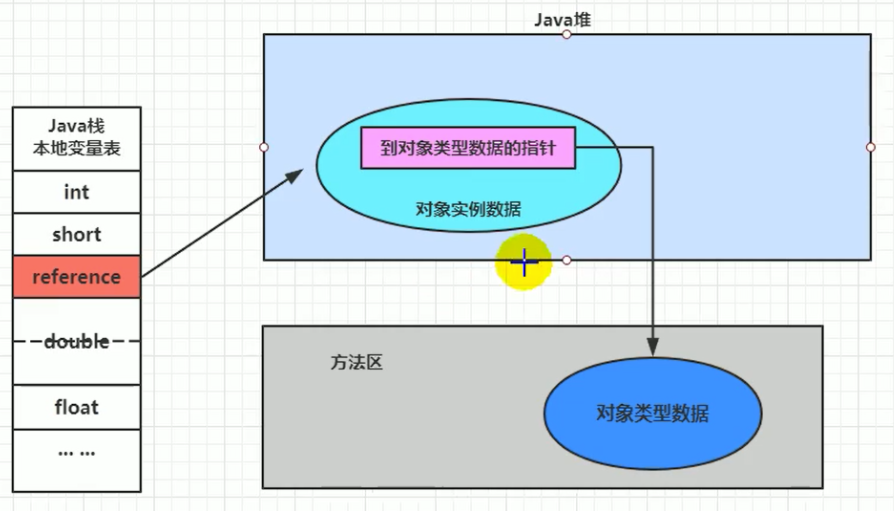 Java堆
Java栈
本地变量表
int
short
reference
double
float
... ...
到对象类型数据的指针
对象实例数据
方法区
对象类型数据